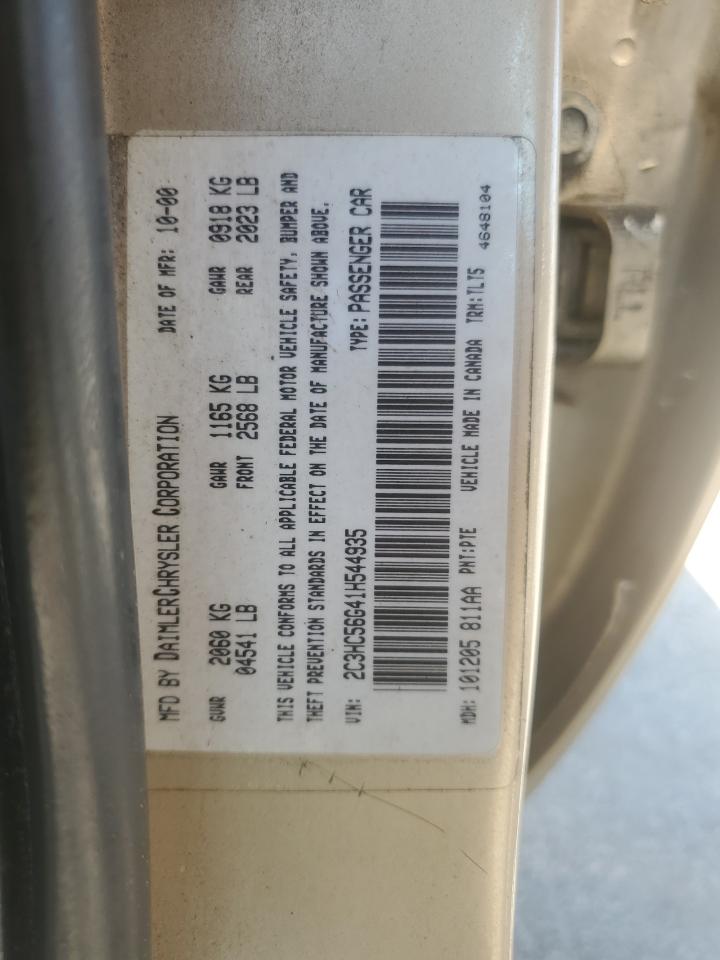 MFD BY DAIMLERCHRYSLER CORPORATION DATE OF MFR: 10-00
GVWR 2060 KG GAWR 1165 KG GAWR 0918 KG
04541 LB FRONT 2568 LB REAR 2023 LB
THIS VEHICLE CONFORMS TO ALL APPLICABLE FEDERAL MOTOR VEHICLE SAFETY, BUMPER AND
THEFT PREVENTION STANDARDS IN EFFECT ON THE DATE OF MANUFACTURE SHOWN ABOVE.
VIN: 2C3HC56G41H544935 TYPE: PASSENGER CAR
MDH: 101205 811AA PNT:PTE VEHICLE MADE IN CANADA TRM:TLT5
4648104